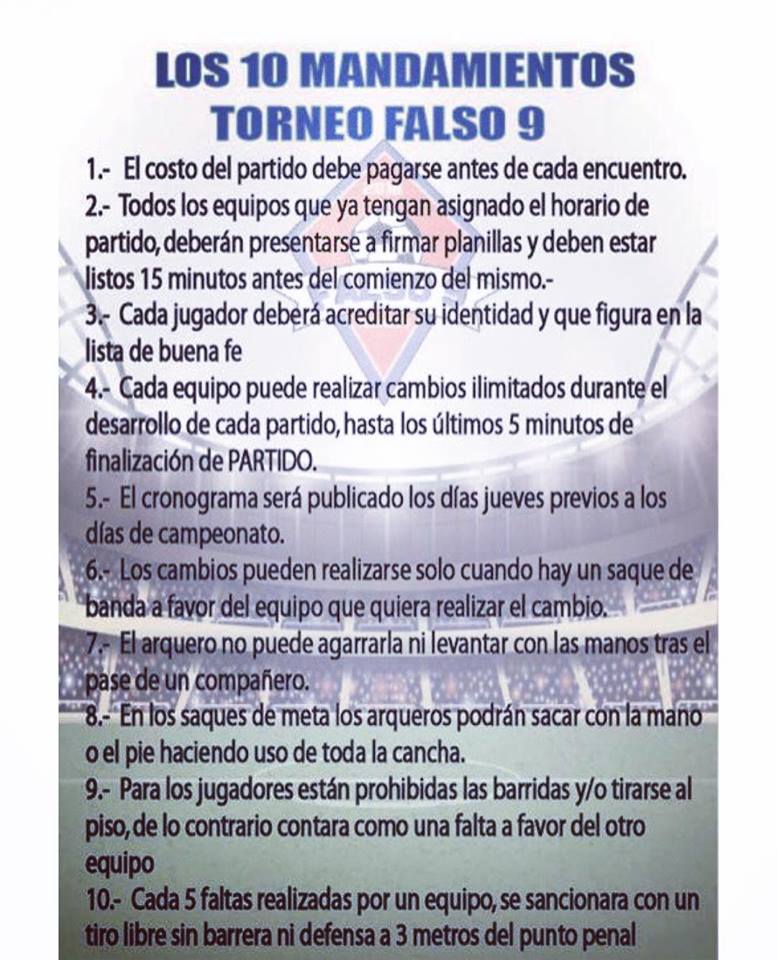 LOS 10 MANDAMIENTOS
TORNEO FALSO 9
1.- El costo del partido debe pagarse antes de cada encuentro.
2.- Todos los equipos que ya tengan asignado el horario de
partido, deberán presentarse a firmar planillas y deben estar
listos 15 minutos antes del comienzo del mismo.-
3.- Cada jugador deberá acreditar su identidad y que figura en la
lista de buena fe
4.- Cada equipo puede realizar cambios ilimitados durante el
desarrollo de cada partido, hasta los últimos 5 minutos de
finalización de PARTIDO.
5.- El cronograma será publicado los días jueves previos a los
días de campeonato.
6.- Los cambios pueden realizarse solo cuando hay un saque de
banda a favor del equipo que quiera realizar el cambio.
7.- El arquero no puede agarrarla ni levantar con las manos tras el
pase de un compañero.
8.- En los saques de meta los arqueros podrán sacar con la mano
o el pie haciendo uso de toda la cancha.
9.- Para los jugadores están prohibidas las barridas y/o tirarse al
piso, de lo contrario contara como una falta a favor del otro
equipo
10.- Cada 5 faltas realizadas por un equipo, se sancionara con un
tiro libre sin barrera ni defensa a 3 metros del punto penal